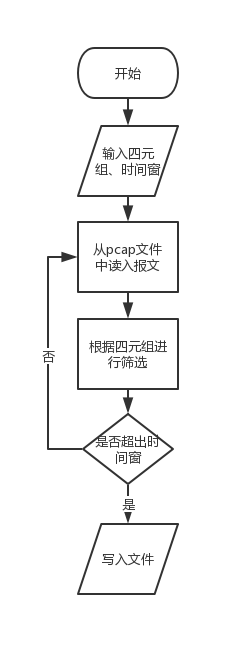 开始
输入四元
组、时间窗
从pcap文件
中读入报文
根据四元组进
行筛选
是否超出时
间窗
否
是
写入文件